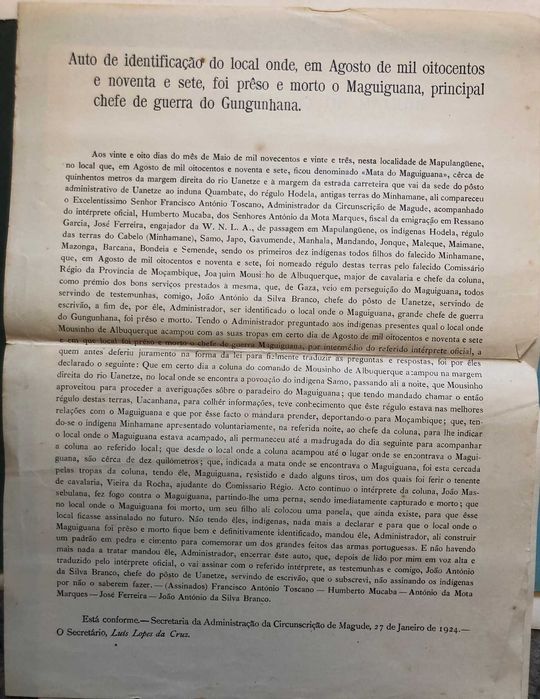 Auto de identificação do local onde, em Agosto de mil oitocentos
e noventa e sete, foi prêso e morto o Maguiguana, principal
chefe de guerra do Gungunhana.
Aos vinte e oito dias do mês de Maio de mil novecentos e vinte e três, nesta localidade de Mapulangüene,
no local que, em Agosto de mil oitocentos e noventa e sete, ficou denominado «Mata do Maguiguana», cêrca de
quinhentos metros da margem direita do rio Uanetze e à margem da estrada carreteira que vai da sede do pôsto
administrativo de Uanetze ao induna Quambate, do régulo Hodela, antigas terras do Minhamane, ali compareceu
o Excelentíssimo Senhor Francisco António Toscano, Administrador da Circunscrição de Magude, acompanhado
do intérprete oficial, Humberto Mucaba, dos Senhores António da Mota Marques, fiscal da emigração em Ressano
Garcia, José Ferreira, engajador da W. N. L. A., de passagem em Mapulangüene, os indígenas Hodela, régulo
das terras do Cabelo (Minhamane), Samo, Japo, Gavumende, Manhala, Mandando, Jonque, Maleque, Maimane,
Mazonga, Barcana, Bondeia e Semende, sendo os primeiros dez indígenas todos filhos do falecido Minhamane,
que, em Agosto de mil oitocentos e noventa e sete, foi nomeado régulo destas terras pelo falecido Comissário
Régio da Província de Moçambique, Joaquim Mousinho de Albuquerque, major de cavalaria e chefe da coluna,
como prémio dos bons serviços prestados à mesma, que, de Gaza, veio em perseguição do Maguiguana, todos
servindo de testemunhas, comigo, João António da Silva Branco, chefe do pôsto de Uanetze, servindo de
escrivão, a fim de, por êle, Administrador, ser identificado o local onde o Maguiguana, grande chefe de guerra
do Gungunhana, foi prêso e morto. Tendo o Administrador preguntado aos indígenas presentes qual o local onde
Mousinho de Albuquerque acampou com as suas tropas em certo dia de Agosto de mil oitocentos e noventa e sete
e em que local foi prêso e morto o chefe de guerra Maguiguana, por intermédio do referido intérprete oficial, a
quem antes deferiu juramento na forma da lei para fielmente traduzir as preguntas e respostas, foi por êles
declarado o seguinte: Que em certo dia a coluna do comando de Mousinho de Albuquerque acampou na margem
direita do rio Uanetze, no local onde se encontra a povoação do indígena Samo, passando ali a noite, que Mousinho
aproveitou para proceder a averiguações sôbre o paradeiro do Maguiguana; que tendo mandado chamar o então
régulo destas terras, Uacanhana, para colhêr informações, teve conhecimento que êste régulo estava nas melhores
relações com o Maguiguana e que por êsse facto o mandara prender, deportando-o para Moçambique; que, ten-
do-se o indígena Minhamane apresentado voluntariamente, na referida noite, ao chefe da coluna, para lhe indicar
o local onde o Maguiguana estava acampado, ali permaneceu até à madrugada do dia seguinte para acompanhar
a coluna ao referido local; que desde o local onde a coluna acampou até o lugar onde se encontrava o Magui-
guana, são cêrca de dez quilómetros; que, indicada a mata onde se encontrava o Maguiguana, foi esta cercada
pelas tropas da coluna, tendo êle, Maguiguana, resistido e dado alguns tiros, um dos quais foi ferir o tenente
de cavalaria, Vieira da Rocha, ajudante do Comissario Régio. Acto continuo o intérprete da coluna, João Mas-
sebulana, fez fogo contra o Maguiguana, partindo-lhe uma perna, sendo imediatamente capturado e morto; que
no local onde o Maguiguana foi morto, um seu filho ali colocou uma panela, que ainda existe, para que êsse
local ficasse assinalado no futuro. Não tendo êles, indígenas, nada mais a declarar e para que o local onde o
Maguiguana foi prêso e morto fique bem e definitivamente identificado, mandou êle, Administrador, ali construir
um padrão em pedra e cimento para comemorar um dos grandes feitos das armas portuguesas. E não havendo
mais nada a tratar mandou êle, Administrador, encerrar êste auto, que, depois de lido por mim em voz alta e
traduzido pelo intérprete oficial, o vai assinar com o referido intérprete, as testemunhas e comigo, João António
da Silva Branco, chefe do pôsto de Uanetze, servindo de escrivão, que o subscrevi, não assinando os indígenas
por não o saberem fazer. — (Assinados) Francisco António Toscano — Humberto Mucaba — António da Mota
Marques — José Ferreira — João António da Silva Branco.
Está conforme. — Secretaria da Administração da Circunscrição de Magude, 27 de Janeiro de 1924. —
O Secretário, Luís Lopes da Cruz.